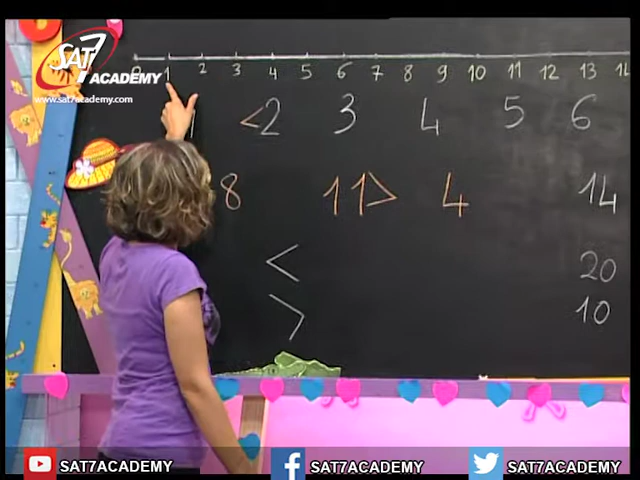 SAT7
ACADEMY
www.sat7academy.com
0 1 2 3 4 5 6 7 8 9 10 11 12 13 14
<2 3 4 5 6
8 11> 4 14
< 20
> 10
SAT7ACADEMY SAT7ACADEMY SAT7ACADEMY